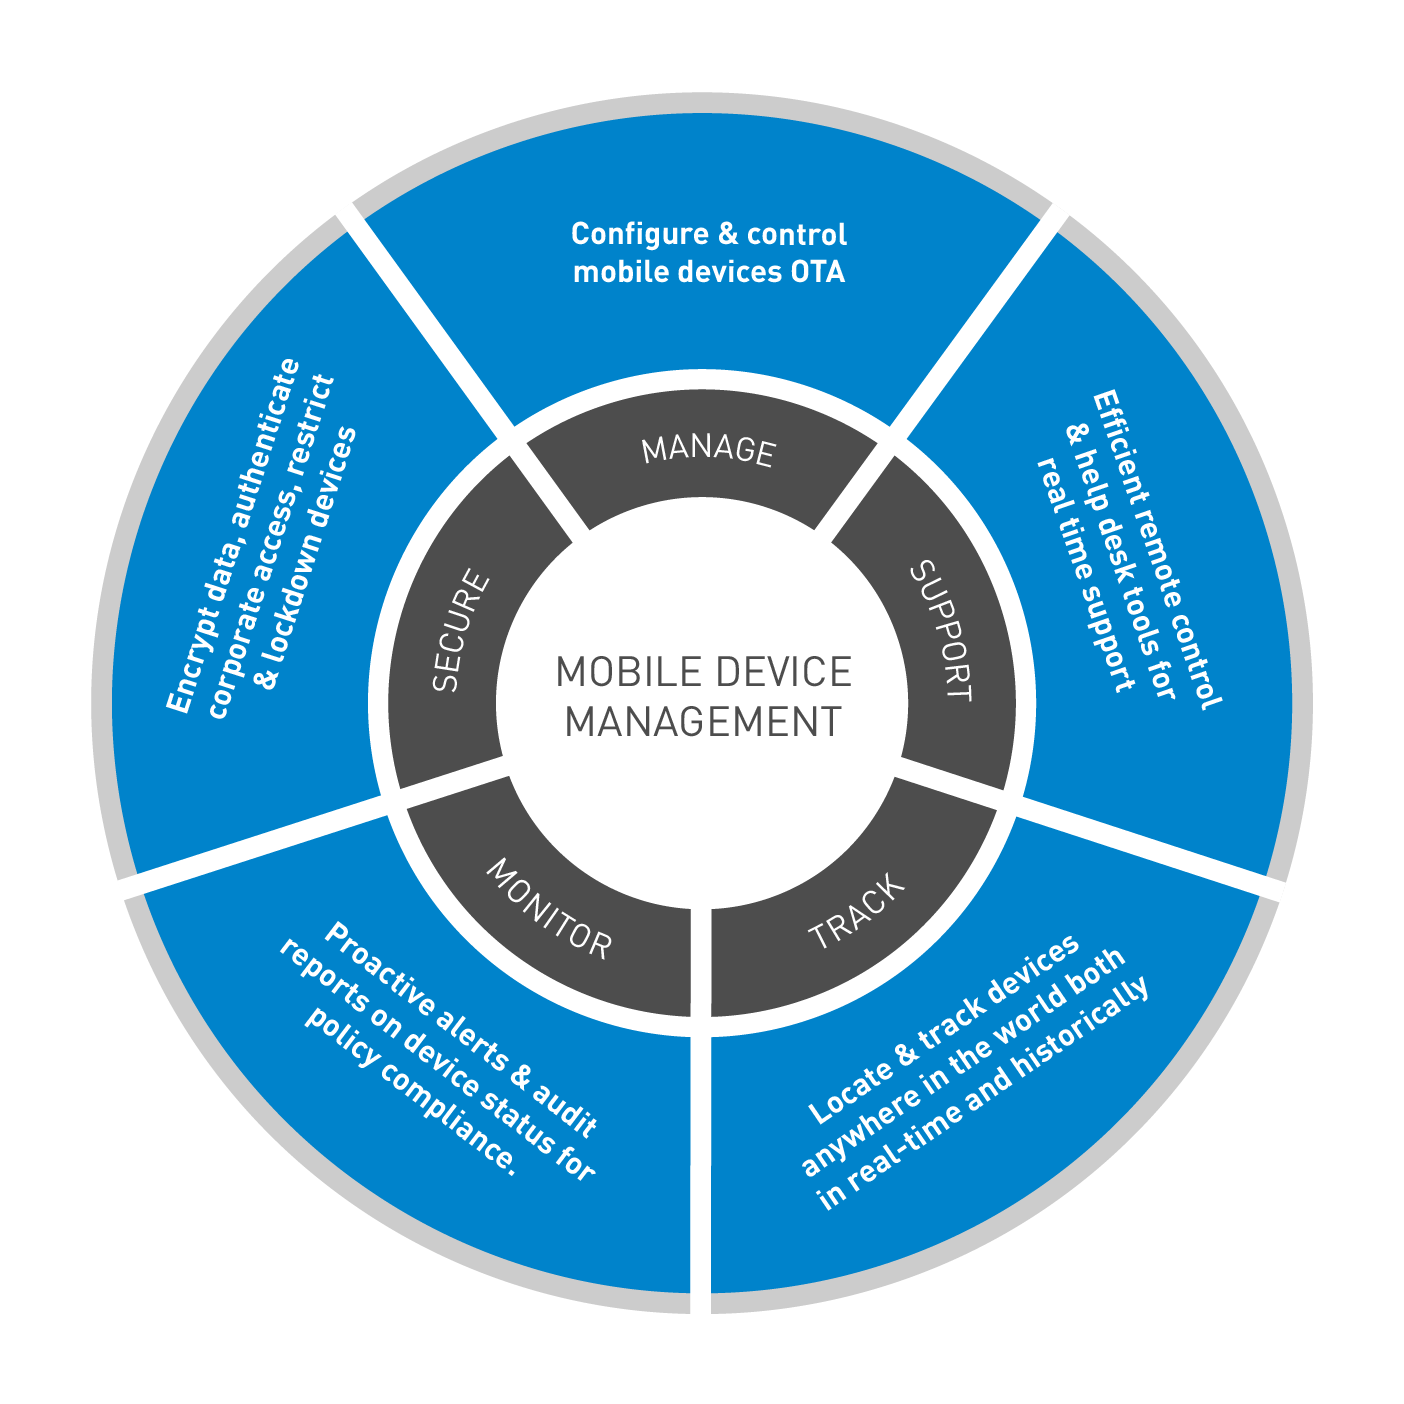 Configure & control
mobile devices OTA
MANAGE
Efficient remote control
& help desk tools for
real time support
SUPPORT
Locate & track devices
anywhere in the world both
in real-time and historically
TRACK
Proactive alerts & audit
reports on device status for
policy compliance.
MONITOR
Encrypt data, authenticate
corporate access, restrict
& lockdown devices
SECURE
MOBILE DEVICE
MANAGEMENT